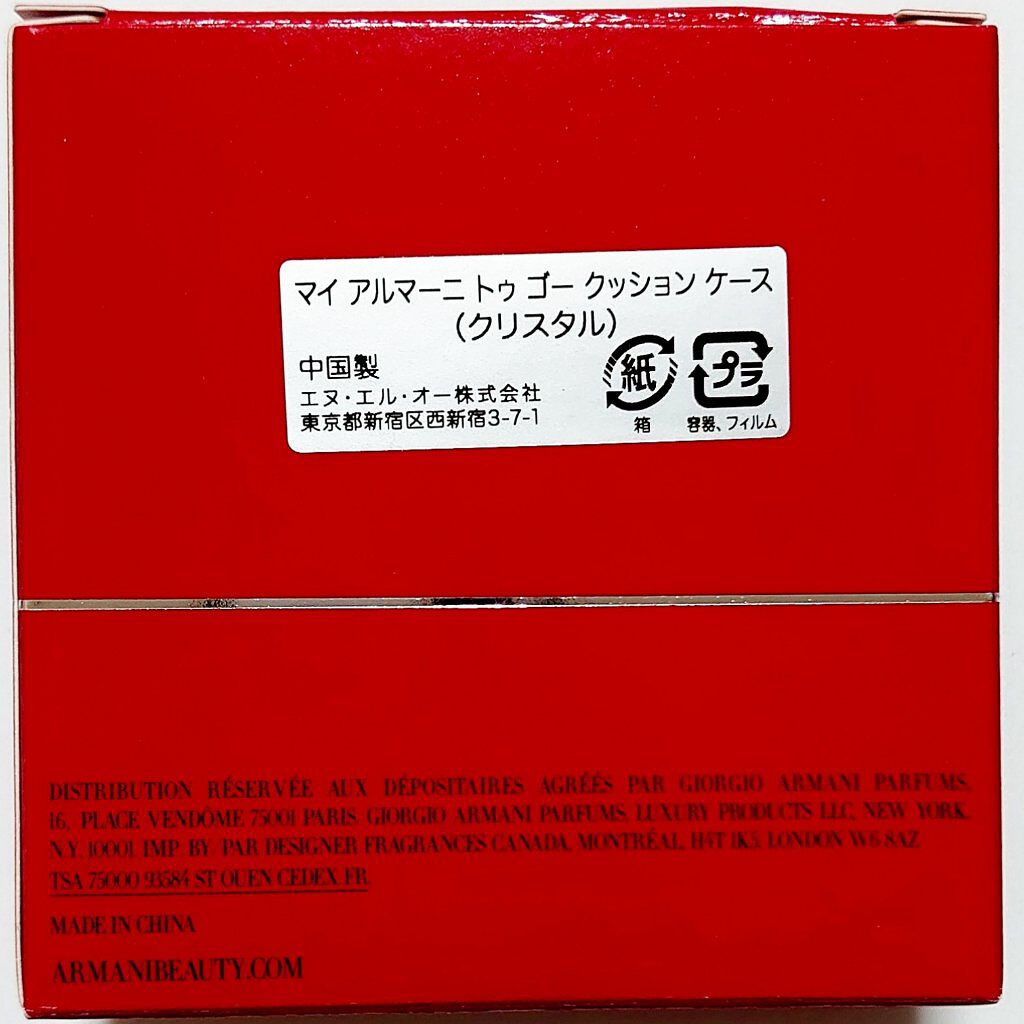 マイ アルマーニ トゥ ゴー クッション ケース
（クリスタル）
中国製
エヌ・エル・オー株式会社
東京都新宿区西新宿3-7-1
紙
箱
プラ
容器、フィルム
DISTRIBUTION RÉSERVÉE AUX DÉPOSITAIRES AGRÉÉS PAR GIORGIO ARMANI PARFUMS,
16, PLACE VENDÔME 75001 PARIS. GIORGIO ARMANI PARFUMS, LUXURY PRODUCTS LLC, NEW YORK,
N.Y. 10001. IMP. BY / PAR DESIGNER FRAGRANCES CANADA, MONTRÉAL, H4T 1K5. LONDON W6 8AZ
TSA 75000 93584 ST OUEN CEDEX FR
MADE IN CHINA
ARMANIBEAUTY.COM